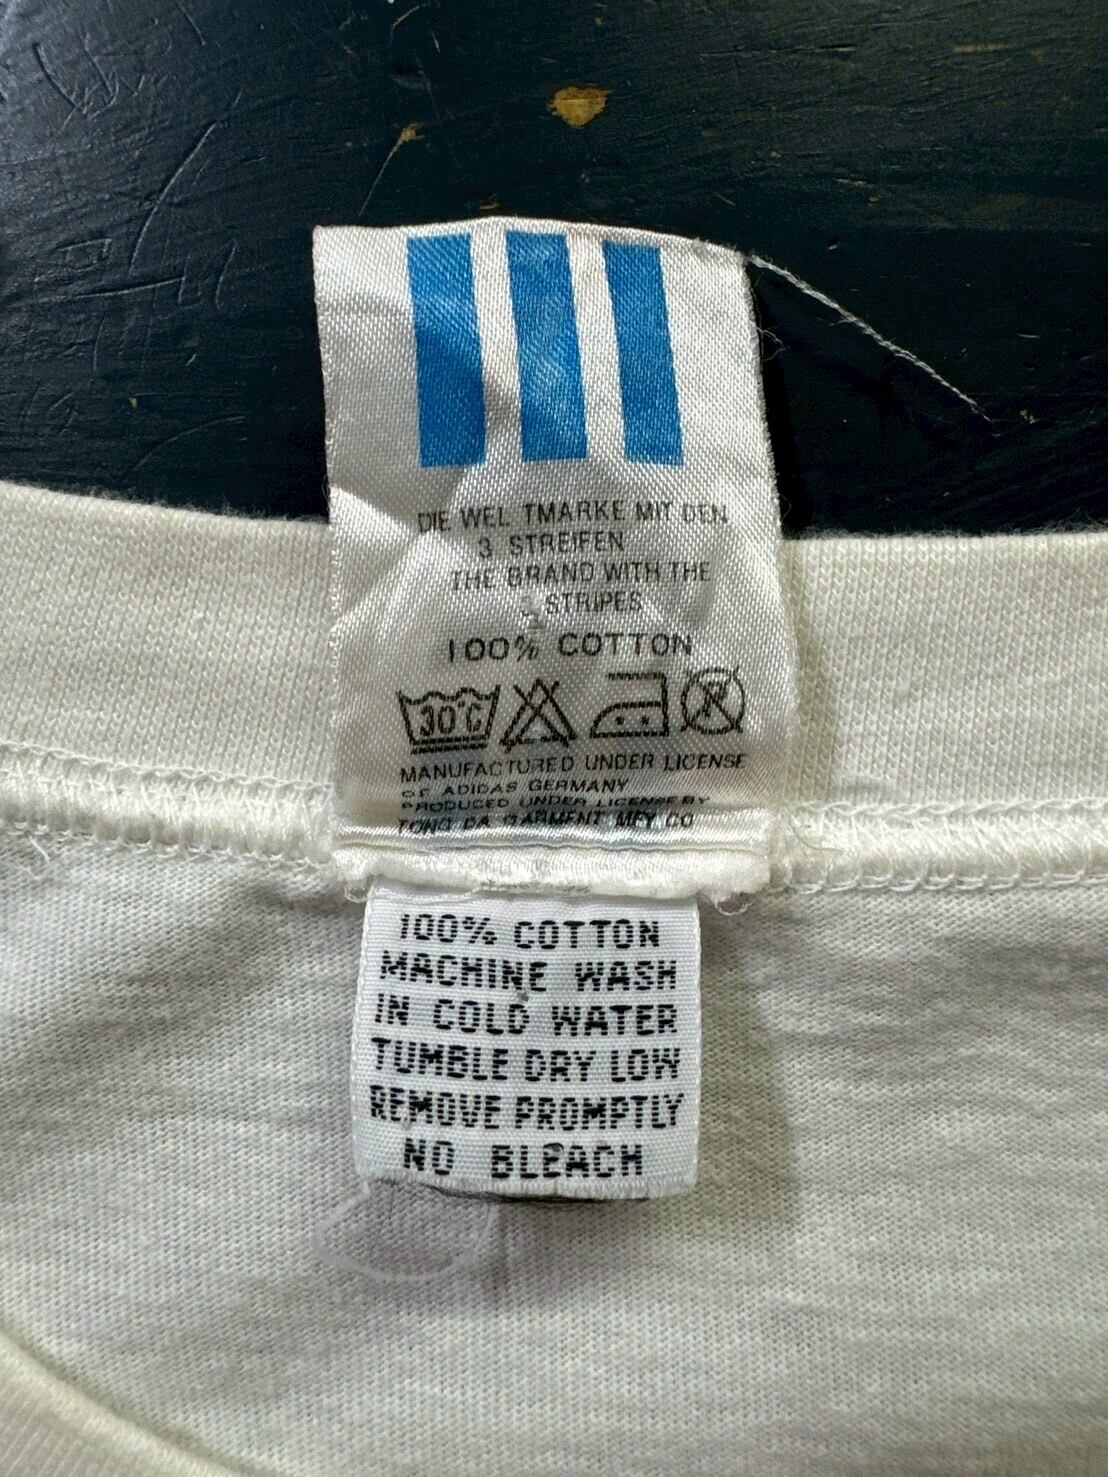 DIE WEL TMARKE MIT DEN
3 STREIFEN
THE BRAND WITH THE
3 STRIPES
100% COTTON
30°C P
MANUFACTURED UNDER LICENSE
OF ADIDAS GERMANY
PRODUCED UNDER LICENSE BY
TONG DA GARMENT MFY CO
100% COTTON
MACHINE WASH
IN COLD WATER
TUMBLE DRY LOW
REMOVE PROMPTLY
NO BLEACH